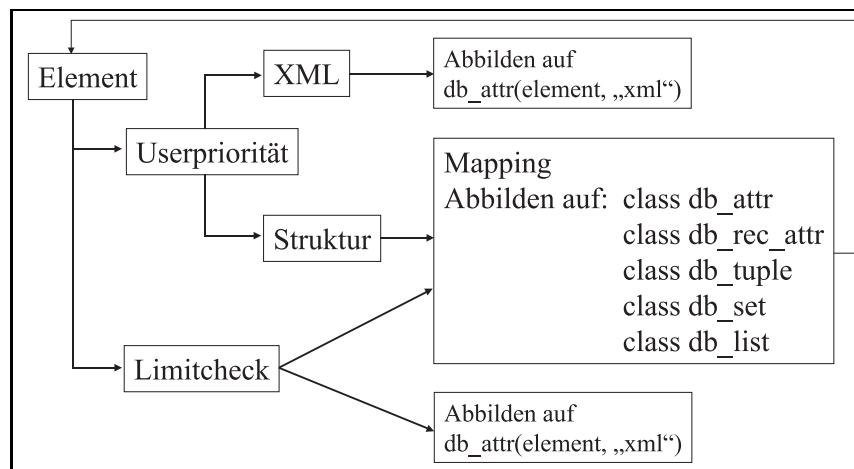 Element
XML
Abbilden auf
db_attr(element, „xml“)
Userpriorität
Mapping
Abbilden auf: class db_attr
class db_rec_attr
class db_tuple
class db_set
class db_list
Struktur
Limitcheck
Abbilden auf
db_attr(element, „xml“)